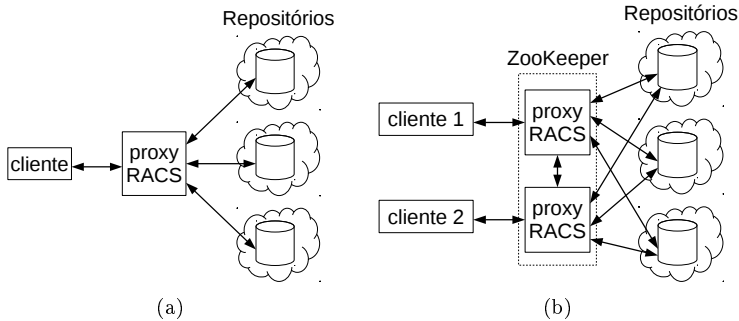 Repositórios
cliente
proxy
RACS
(a)
Repositórios
ZooKeeper
cliente 1
proxy
RACS
cliente 2
proxy
RACS
(b)